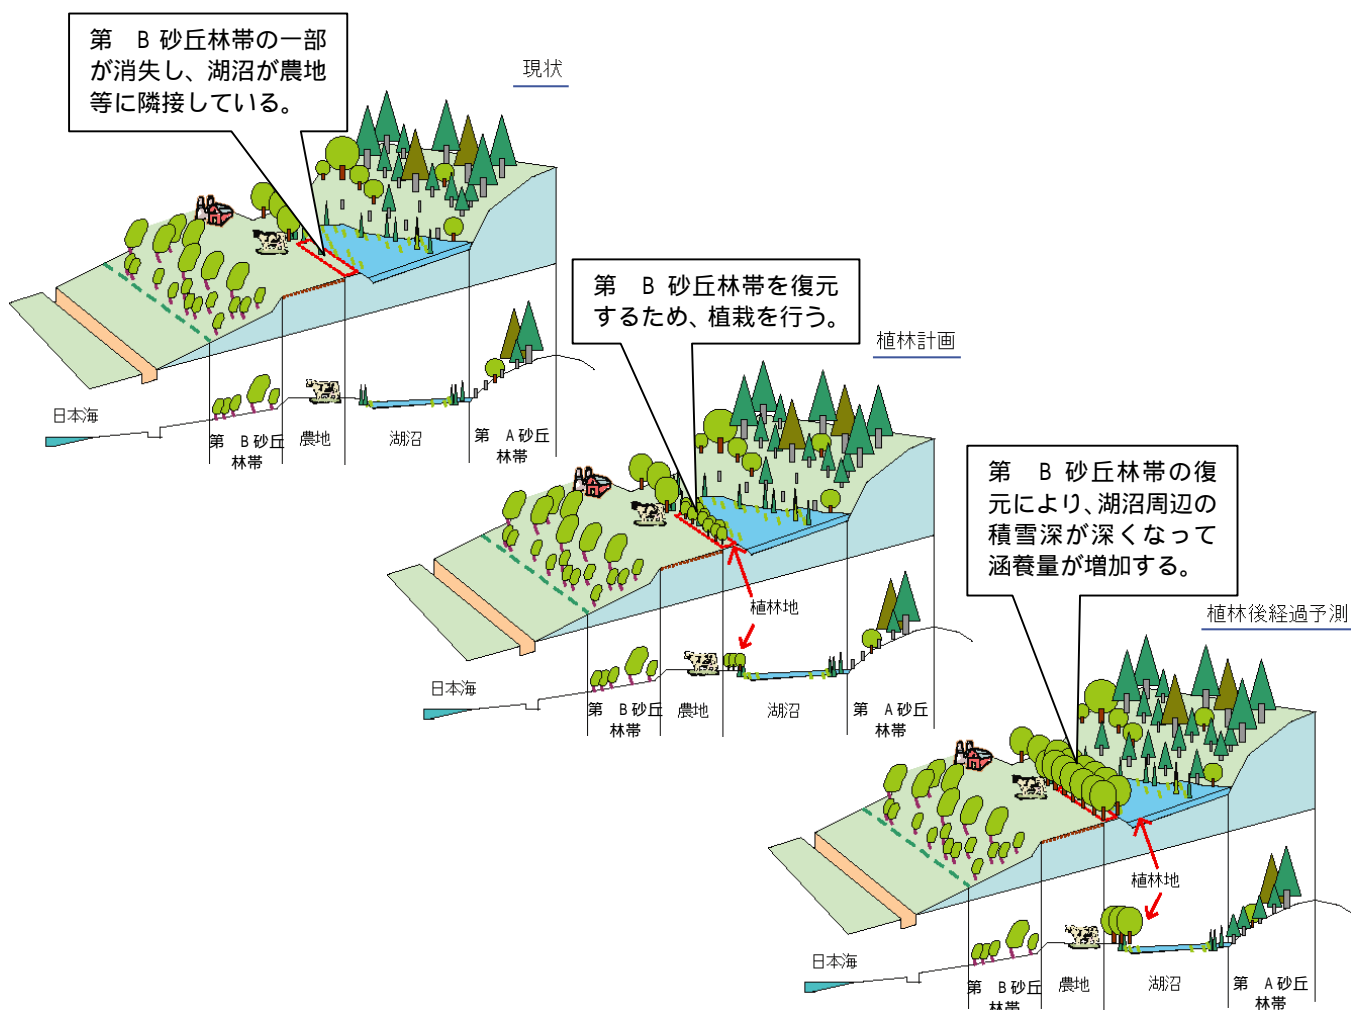 第　B 砂丘林帯の一部
が消失し、湖沼が農地
等に隣接している。
現状
日本海
第　B 砂丘
林帯
農地
湖沼
第　A 砂丘
林帯
第　B 砂丘林帯を復元
するため、植栽を行う。
植林計画
植林地
日本海
第　B 砂丘
林帯
農地
湖沼
第　A 砂丘
林帯
第　B 砂丘林帯の復
元により、湖沼周辺の
積雪深が深くなって
涵養量が増加する。
植林後経過予測
植林地
日本海
第　B 砂丘
林帯
農地
湖沼
第　A 砂丘
林帯